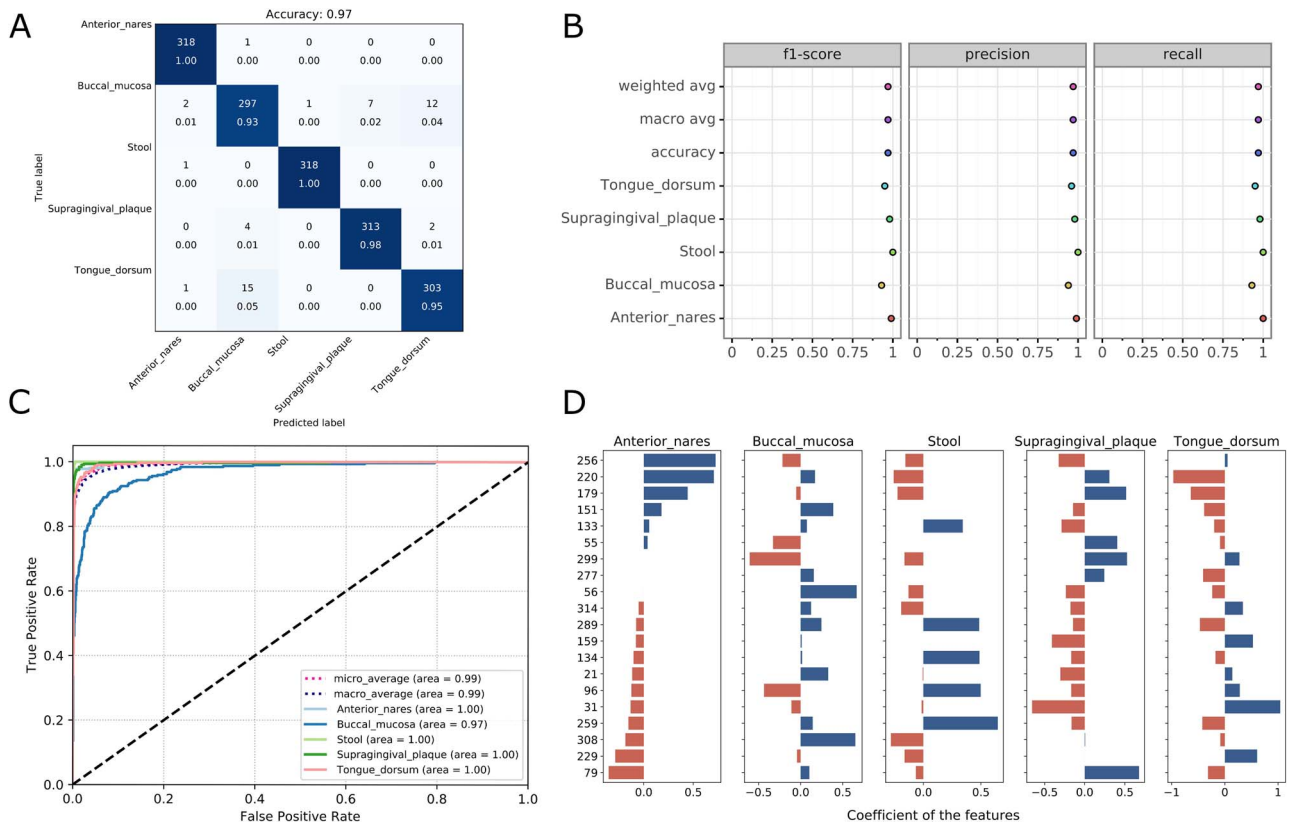 A
Accuracy: 0.97
Anterior_nares
318 1 0 0 0
1.00 0.00 0.00 0.00 0.00
Buccal_mucosa
2 297 1 7 12
0.01 0.93 0.00 0.02 0.04
Stool
1 0 318 0 0
0.00 0.00 1.00 0.00 0.00
True label
Supragingival_plaque
0 4 0 313 2
0.00 0.01 0.00 0.98 0.01
Tongue_dorsum
1 15 0 0 303
0.00 0.05 0.00 0.00 0.95
Anterior_nares
Buccal_mucosa
Stool
Supragingival_plaque
Tongue_dorsum
Predicted label
B
f1-score precision recall
weighted avg
macro avg
accuracy
Tongue_dorsum
Supragingival_plaque
Stool
Buccal_mucosa
Anterior_nares
0 0.25 0.50 0.75 1 0 0.25 0.50 0.75 1 0 0.25 0.50 0.75 1
C
True Positive Rate
1.0
0.8
0.6
0.4
0.2
0.0
micro_average (area = 0.99)
macro_average (area = 0.99)
Anterior_nares (area = 1.00)
Buccal_mucosa (area = 0.97)
Stool (area = 1.00)
Supragingival_plaque (area = 1.00)
Tongue_dorsum (area = 1.00)
0.0 0.2 0.4 0.6 0.8 1.0
False Positive Rate
D
Anterior_nares Buccal_mucosa Stool Supragingival_plaque Tongue_dorsum
256
220
179
151
133
55
299
277
56
314
289
159
134
21
96
31
259
308
229
79
0.0 0.5 −0.5 0.0 0.5 0.0 0.5 −0.5 0.0 0.5 −1 0 1
Coefficient of the features